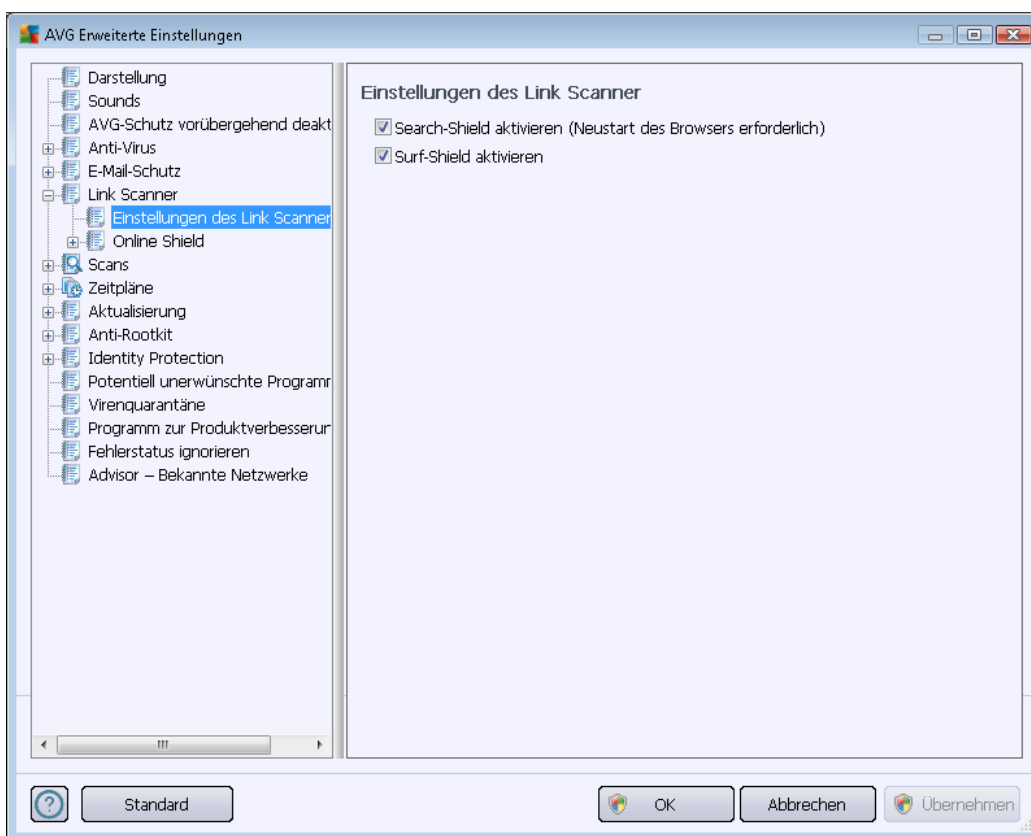 AVG Erweiterte Einstellungen
Darstellung
Sounds
AVG-Schutz vorübergehend deakt
Anti-Virus
E-Mail-Schutz
Link Scanner
Einstellungen des Link Scanner
Online Shield
Scans
Zeitpläne
Aktualisierung
Anti-Rootkit
Identity Protection
Potentiell unerwünschte Programm
Virenquarantäne
Programm zur Produktverbesserun
Fehlerstatus ignorieren
Advisor – Bekannte Netzwerke
Einstellungen des Link Scanner
Search-Shield aktivieren (Neustart des Browsers erforderlich)
Surf-Shield aktivieren
Standard
OK
Abbrechen
Übernehmen